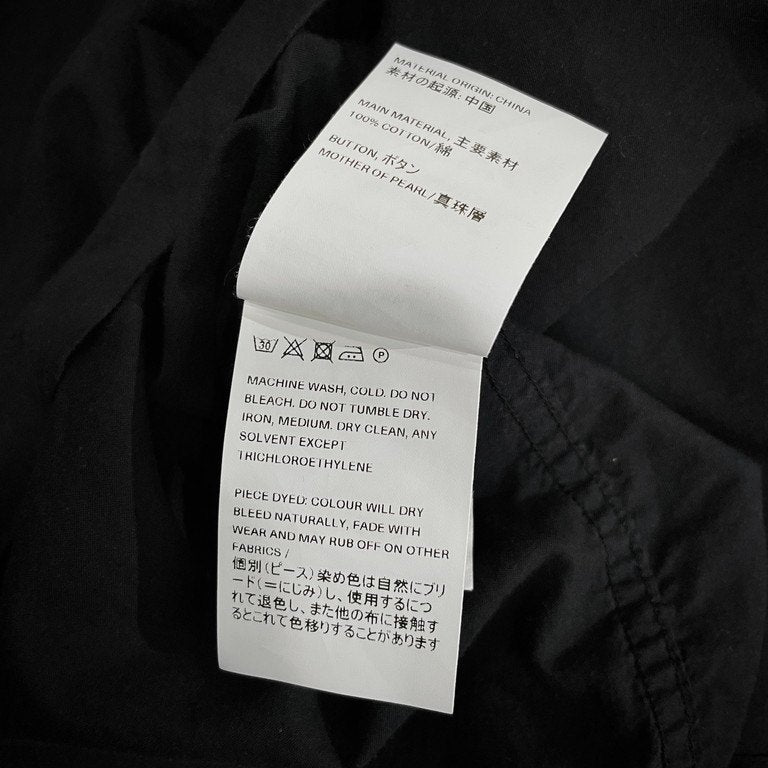 MATERIAL ORIGIN: CHINA
素材の起源: 中国
MAIN MATERIAL, 主要素材
100% COTTON/綿
BUTTON, ボタン
MOTHER OF PEARL/真珠層
30 P
MACHINE WASH, COLD. DO NOT
BLEACH. DO NOT TUMBLE DRY.
IRON, MEDIUM. DRY CLEAN, ANY
SOLVENT EXCEPT
TRICHLOROETHYLENE
PIECE DYED: COLOUR WILL DRY
BLEED NATURALLY, FADE WITH
WEAR AND MAY RUB OFF ON OTHER
FABRICS /
個別(ピース)染め色は自然にブリ
ード(=にじみ)し、使用するにつ
れて退色し、また他の布に接触す
るとこれて色移りすることがあります